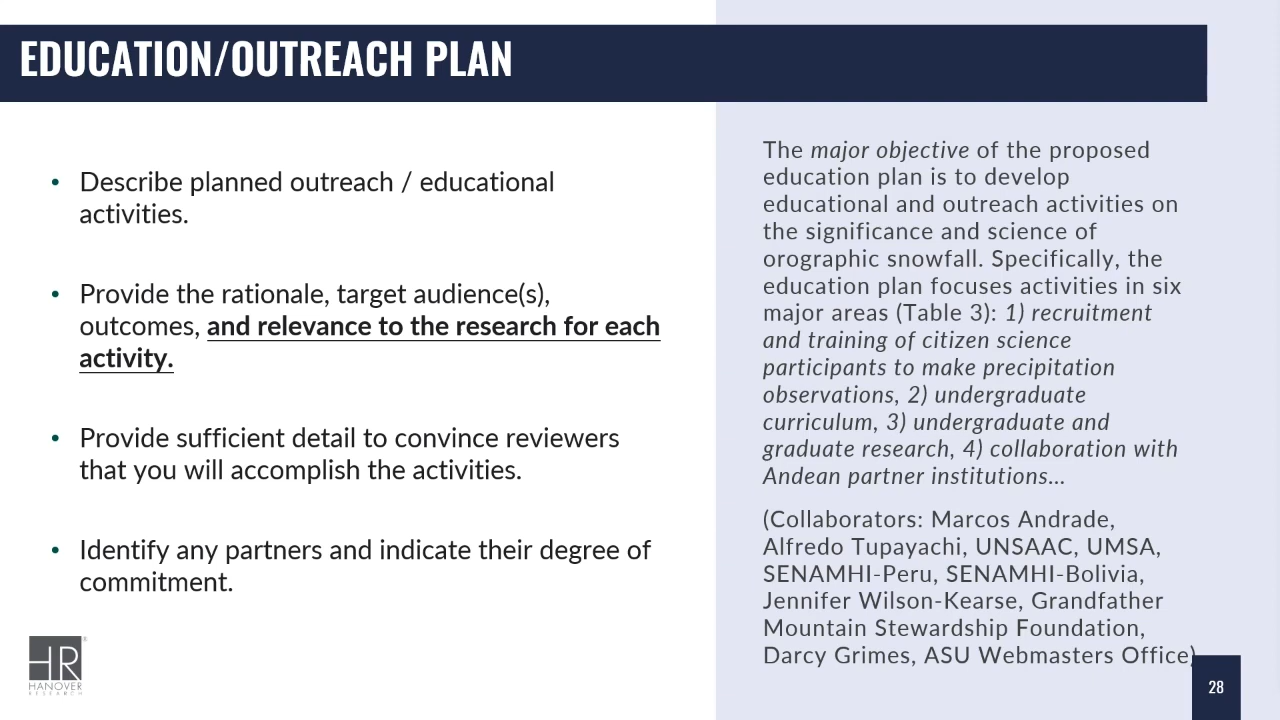 EDUCATION/OUTREACH PLAN
• Describe planned outreach / educational
activities.
• Provide the rationale, target audience(s),
outcomes, and relevance to the research for each
activity.
• Provide sufficient detail to convince reviewers
that you will accomplish the activities.
• Identify any partners and indicate their degree of
commitment.
HR®
HANOVER
RESEARCH
The major objective of the proposed
education plan is to develop
educational and outreach activities on
the significance and science of
orographic snowfall. Specifically, the
education plan focuses activities in six
major areas (Table 3): 1) recruitment
and training of citizen science
participants to make precipitation
observations, 2) undergraduate
curriculum, 3) undergraduate and
graduate research, 4) collaboration with
Andean partner institutions...
(Collaborators: Marcos Andrade,
Alfredo Tupayachi, UNSAAC, UMSA,
SENAMHI-Peru, SENAMHI-Bolivia,
Jennifer Wilson-Kearse, Grandfather
Mountain Stewardship Foundation,
Darcy Grimes, ASU Webmasters Office)
28